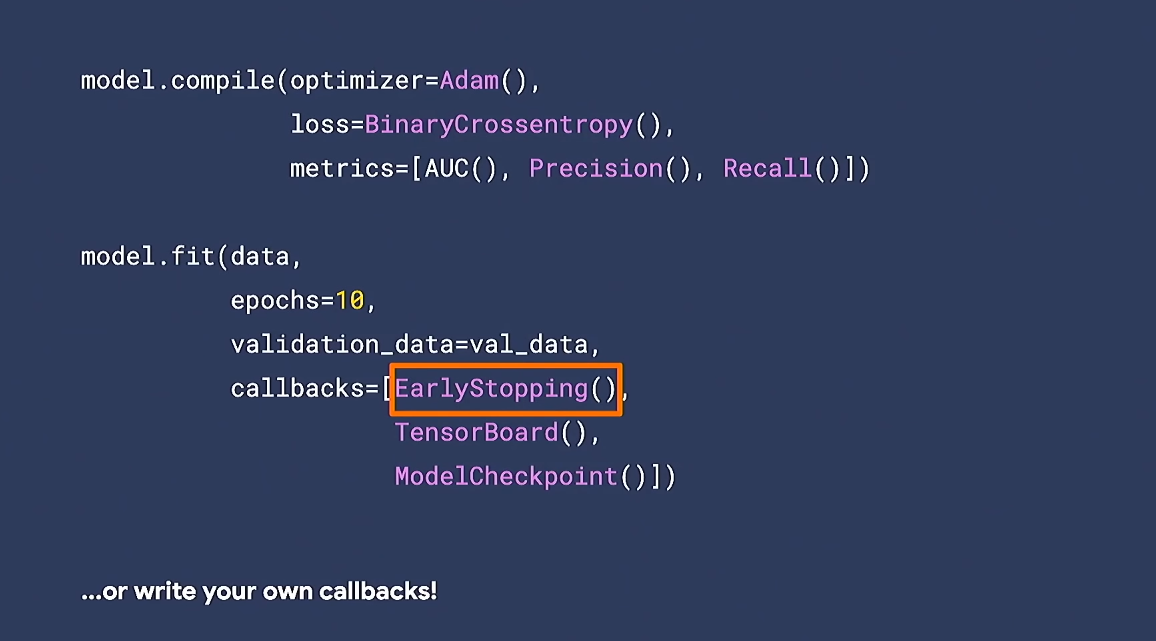 model.compile(optimizer=Adam(),
loss=BinaryCrossentropy(),
metrics=[AUC(), Precision(), Recall()])
model.fit(data,
epochs=10,
validation_data=val_data,
callbacks=[EarlyStopping(),
TensorBoard(),
ModelCheckpoint()])
...or write your own callbacks!